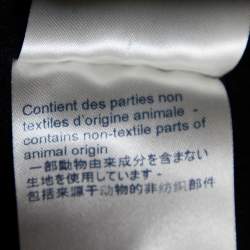 Contient des parties non
textiles d'origine animale -
contains non-textile parts of
animal origin
一部動物由来成分を含まない
生地を使用しています -
包括来源于动物的非纺织部件